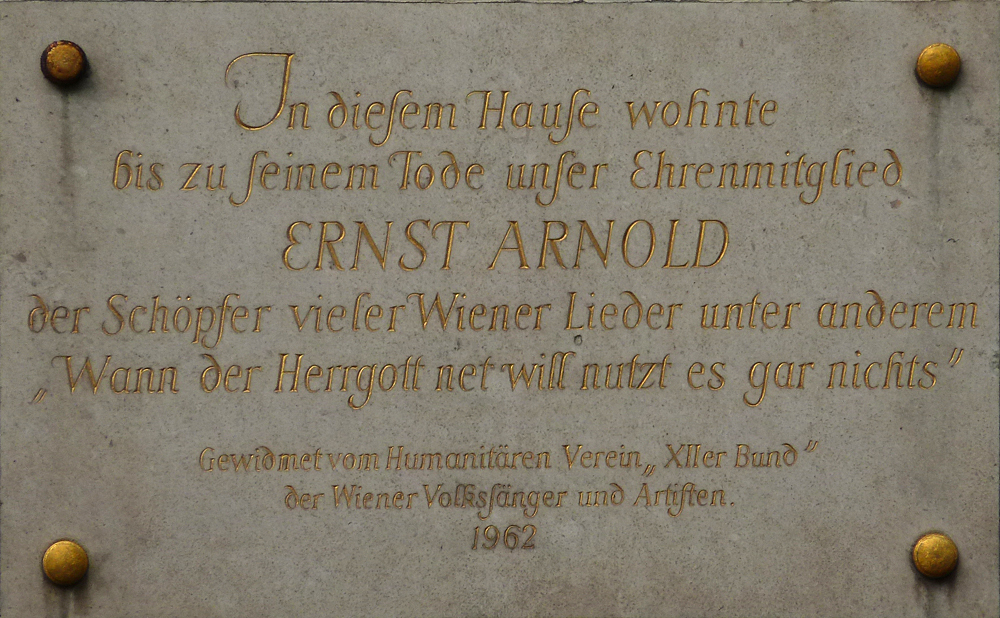 In dieſem Hauſe wohnte
bis zu ſeinem Tode unſer Ehrenmitglied
ERNST ARNOLD
der Schöpfer vieler Wiener Lieder unter anderem
„Wann der Herrgott net will nutzt es gar nichts”
Gewidmet vom Humanitären Verein „XIIer Bund”
der Wiener Volksſänger und Artiſten.
1962